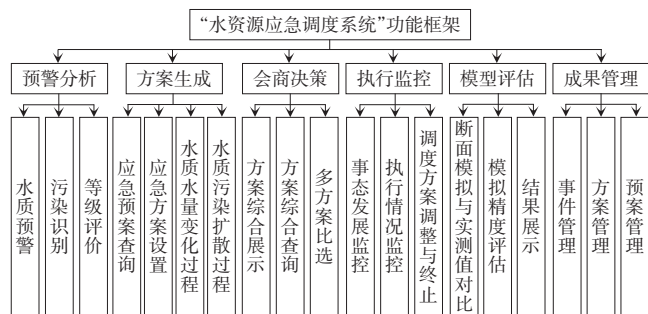 “水资源应急调度系统”功能框架
预警分析
方案生成
会商决策
执行监控
模型评估
成果管理
水质预警
污染识别
等级评价
应急预案查询
应急方案设置
水质水量变化过程
水质污染扩散过程
方案综合展示
方案综合查询
多方案比选
事态发展监控
执行情况监控
调度方案调整与终止
断面模拟与实测值对比
模拟精度评估
结果展示
事件管理
方案管理
预案管理